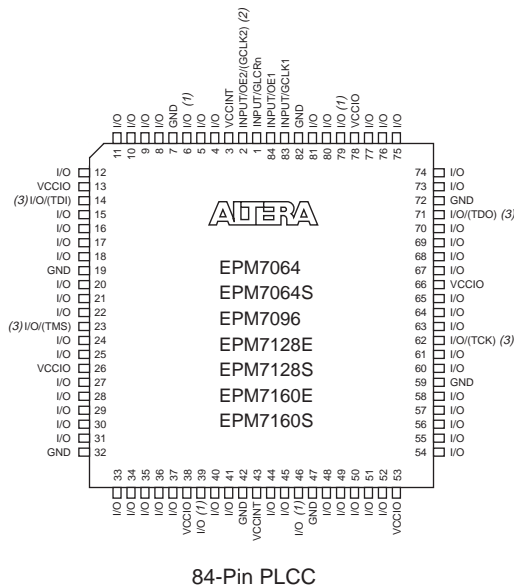 I/O
I/O
I/O
I/O
GND
I/O (1)
I/O
I/O
VCCINT
INPUT/OE2/(GCLK2) (2)
INPUT/GLCRn
INPUT/OE1
INPUT/GCLK1
GND
I/O
I/O
I/O (1)
VCCIO
I/O
I/O
I/O
11 10 9 8 7 6 5 4 3 2 1 84 83 82 81 80 79 78 77 76 75
I/O 12
VCCIO 13
(3) I/O/(TDI) 14
I/O 15
I/O 16
I/O 17
I/O 18
GND 19
I/O 20
I/O 21
I/O 22
(3) I/O/(TMS) 23
I/O 24
I/O 25
VCCIO 26
I/O 27
I/O 28
I/O 29
I/O 30
I/O 31
GND 32
ALTERA
EPM7064
EPM7064S
EPM7096
EPM7128E
EPM7128S
EPM7160E
EPM7160S
74 I/O
73 I/O
72 GND
71 I/O/(TDO) (3)
70 I/O
69 I/O
68 I/O
67 I/O
66 VCCIO
65 I/O
64 I/O
63 I/O
62 I/O/(TCK) (3)
61 I/O
60 I/O
59 GND
58 I/O
57 I/O
56 I/O
55 I/O
54 I/O
33 34 35 36 37 38 39 40 41 42 43 44 45 46 47 48 49 50 51 52 53
I/O
I/O
I/O
I/O
I/O
VCCIO
I/O (1)
I/O
I/O
GND
VCCINT
I/O
I/O
I/O (1)
GND
I/O
I/O
I/O
I/O
I/O
VCCIO
84-Pin PLCC